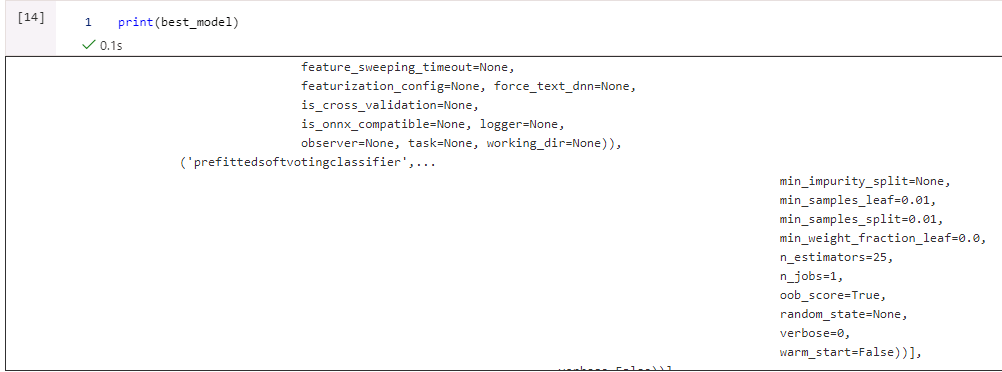 [14]
1 print(best_model)
0.1s
feature_sweeping_timeout=None,
featurization_config=None, force_text_dnn=None,
is_cross_validation=None,
is_onnx_compatible=None, logger=None,
observer=None, task=None, working_dir=None)),
('prefittedsoftvotingclassifier',...
min_impurity_split=None,
min_samples_leaf=0.01,
min_samples_split=0.01,
min_weight_fraction_leaf=0.0,
n_estimators=25,
n_jobs=1,
oob_score=True,
random_state=None,
verbose=0,
warm_start=False))],